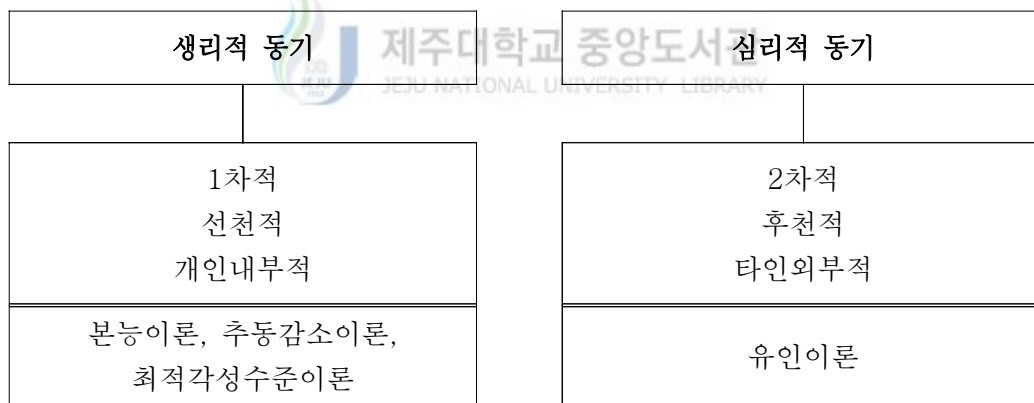 생리적 동기
1차적
선천적
개인내부적
본능이론, 추동감소이론,
최적각성수준이론
심리적 동기
2차적
후천적
타인외부적
유인이론
제주대학교 중앙도서관
JEJU NATIONAL UNIVERSITY LIBRARY